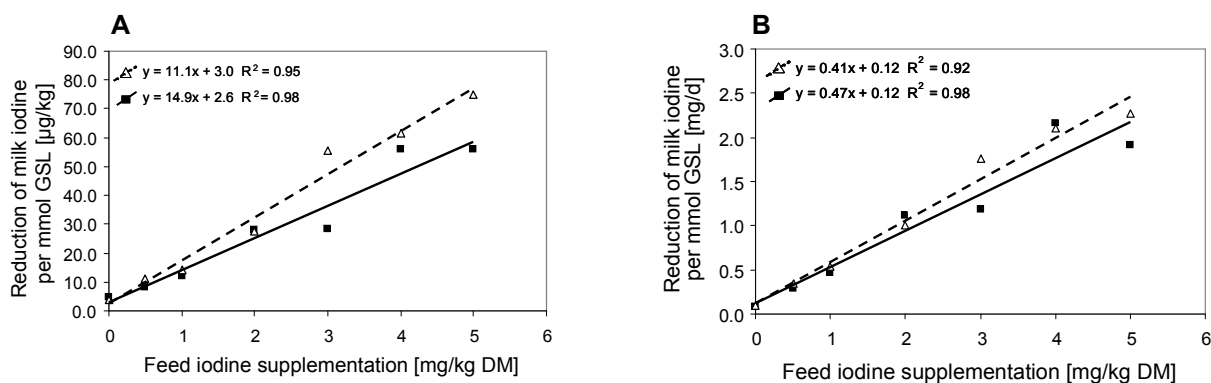 A
Reduction of milk iodine
per mmol GSL [µg/kg]
90.0
80.0
70.0
60.0
50.0
40.0
30.0
20.0
10.0
0.0
y = 11.1x + 3.0 R² = 0.95
y = 14.9x + 2.6 R² = 0.98
0 1 2 3 4 5 6
Feed iodine supplementation [mg/kg DM]
B
Reduction of milk iodine
per mmol GSL [mg/d]
3.0
2.5
2.0
1.5
1.0
0.5
0.0
y = 0.41x + 0.12 R² = 0.92
y = 0.47x + 0.12 R² = 0.98
0 1 2 3 4 5 6
Feed iodine supplementation [mg/kg DM]